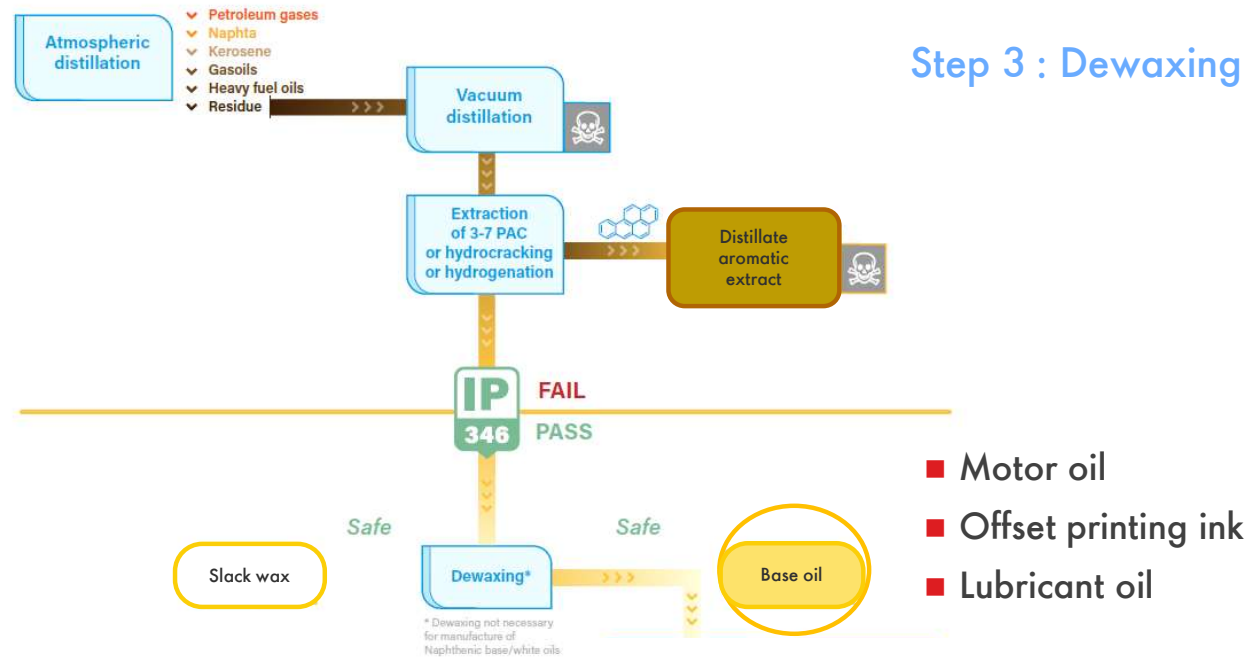 Atmospheric
distillation
Petroleum gases
Naphta
Kerosene
Gasoils
Heavy fuel oils
Residue
Step 3 : Dewaxing
Vacuum
distillation
Extraction
of 3-7 PAC
or hydrocracking
or hydrogenation
Distillate
aromatic
extract
IP
346
FAIL
PASS
Safe
Safe
Slack wax
Dewaxing*
Base oil
* Dewaxing not necessary
for manufacture of
Naphthenic base/white oils
Motor oil
Offset printing ink
Lubricant oil